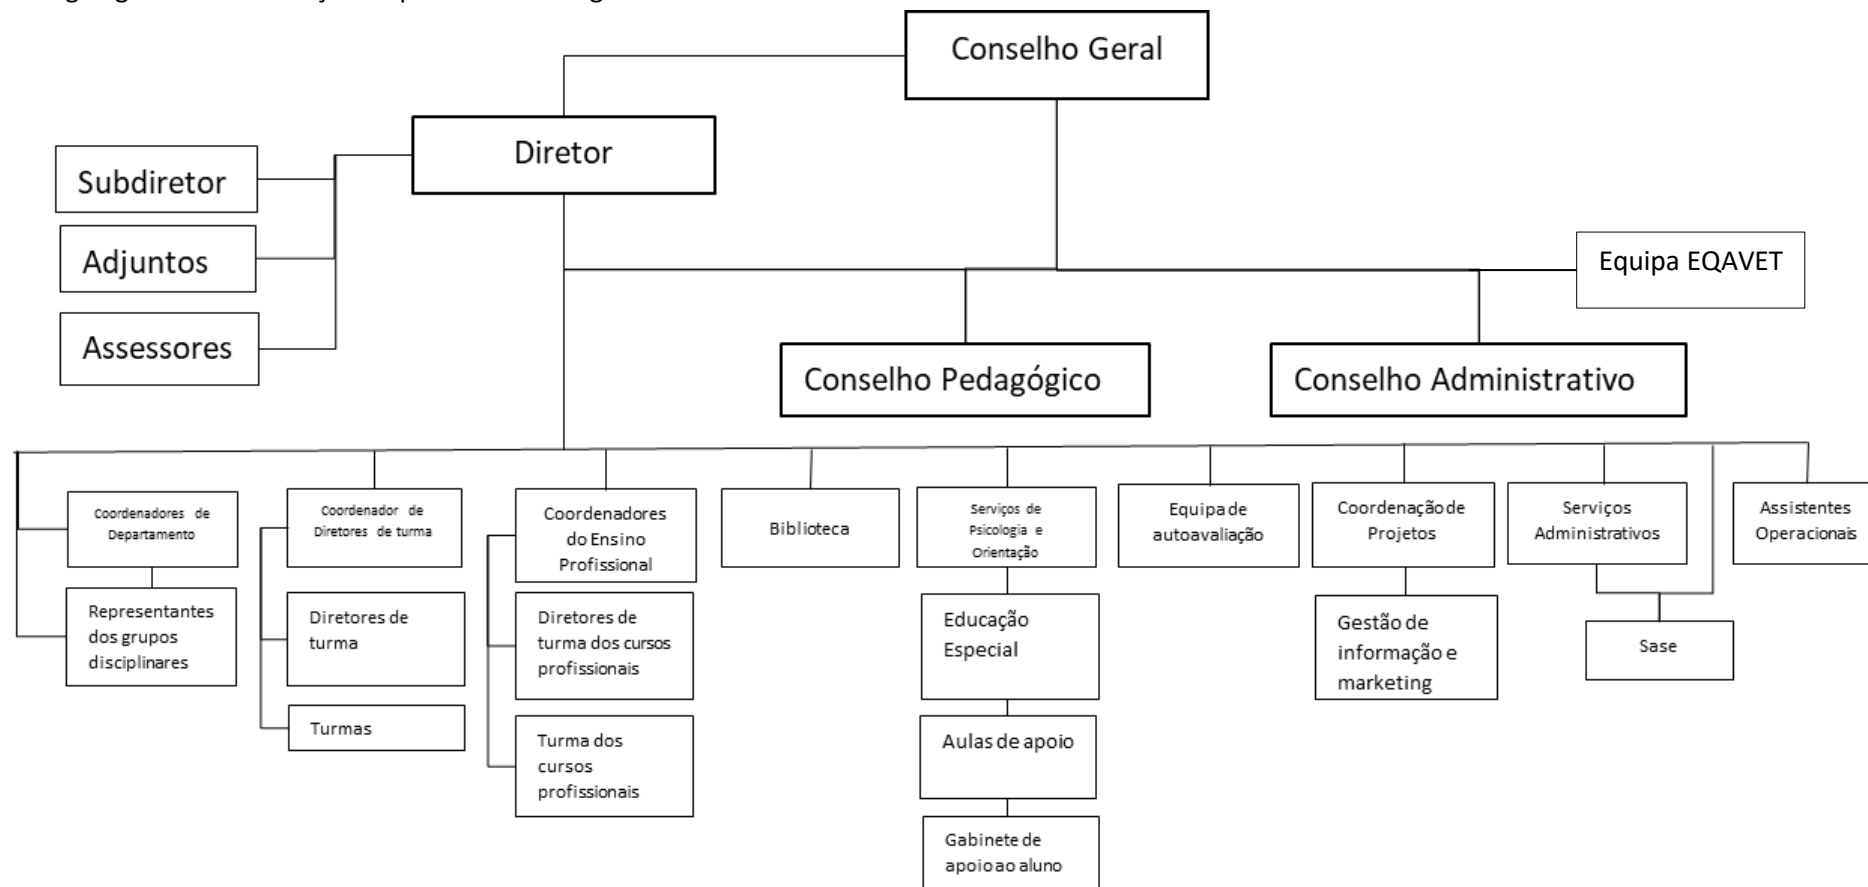 Conselho Geral
Diretor
Subdiretor
Adjuntos
Assessores
Equipa EQAVET
Conselho Pedagógico
Conselho Administrativo
Coordenadores de
Departamento
Coordenador de
Diretores de turma
Coordenadores
do Ensino
Profissional
Biblioteca
Serviços de
Psicologia e
Orientação
Equipa de
autoavaliação
Coordenação de
Projetos
Serviços
Administrativos
Assistentes
Operacionais
Representantes
dos grupos
disciplinares
Diretores de
turma
Diretores de
turma dos cursos
profissionais
Educação
Especial
Gestão de
informação e
marketing
Sase
Turmas
Turma dos
cursos
profissionais
Aulas de apoio
Gabinete de
apoio ao aluno